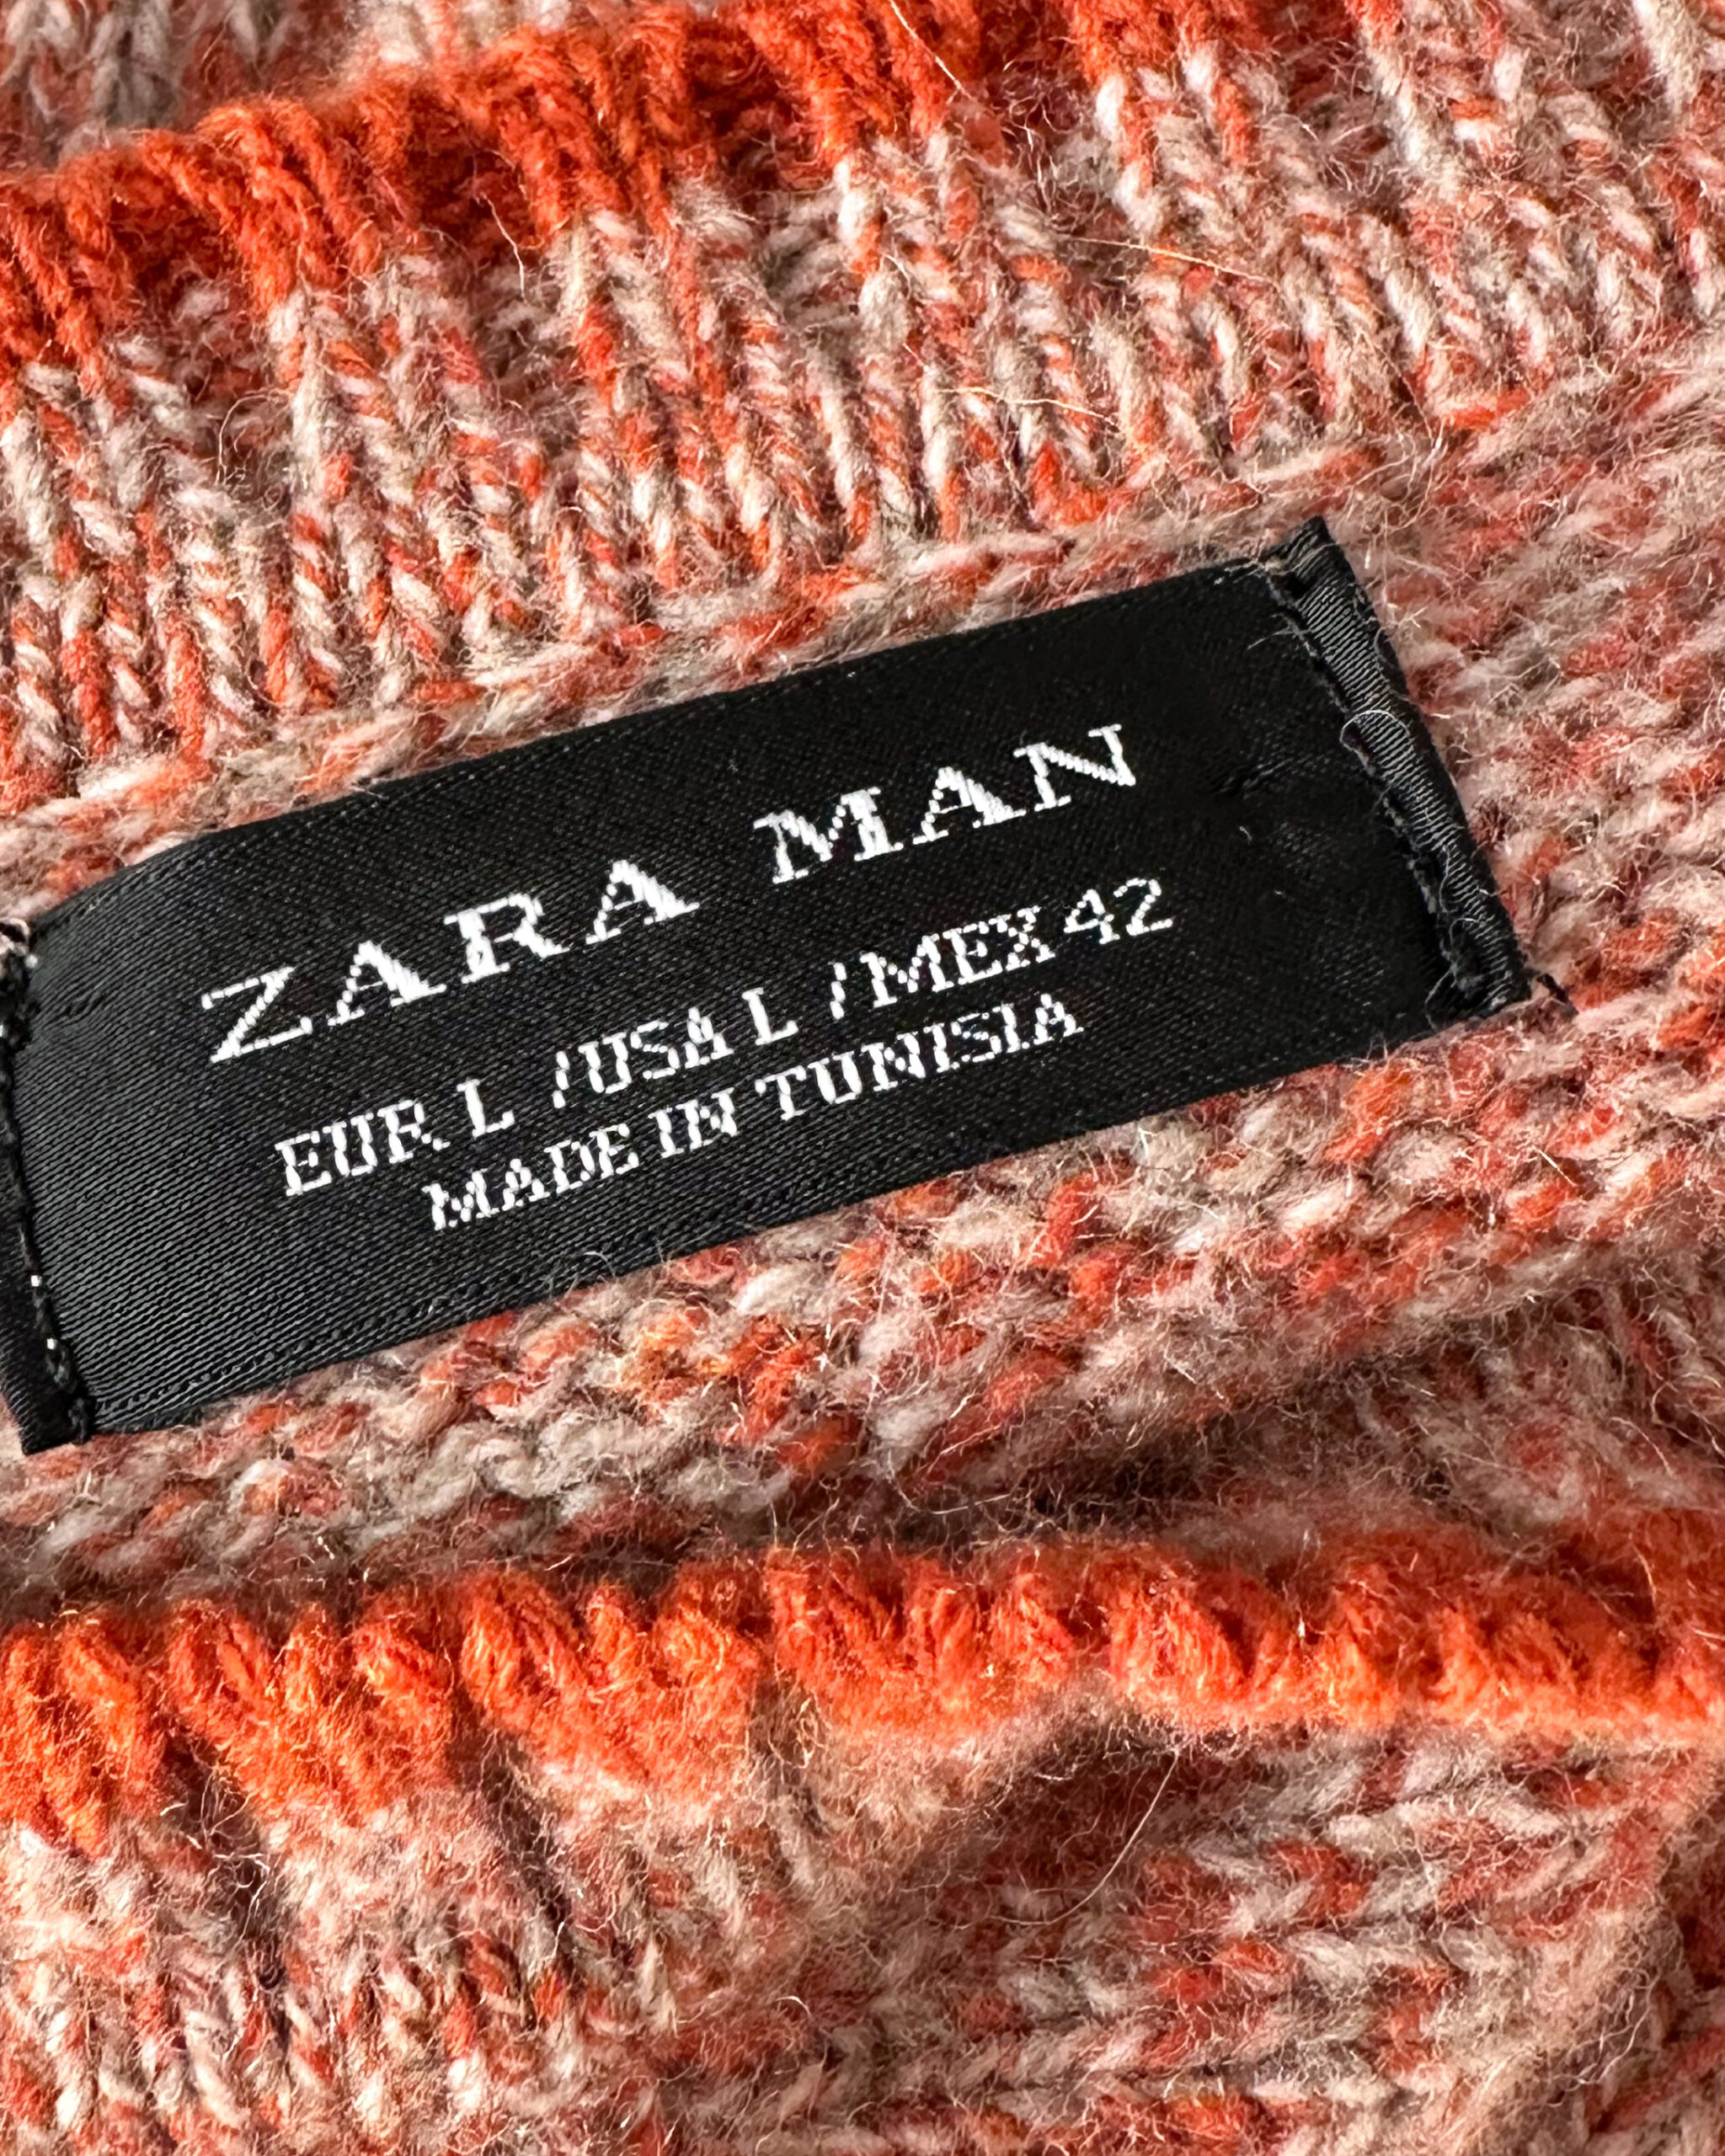 ZARA MAN
EUR L /USA L /MEX 42
MADE IN TUNISIA